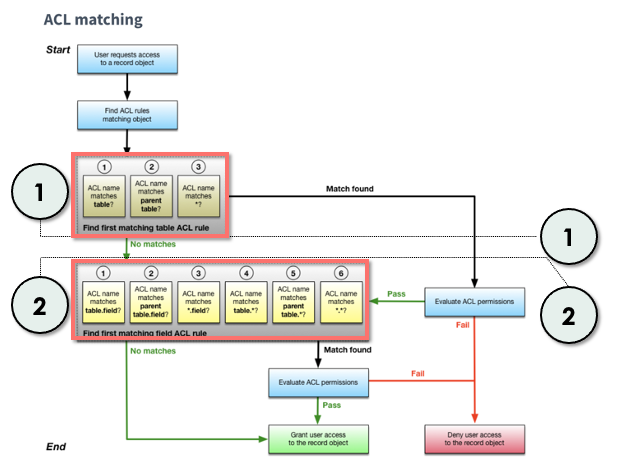 ACL matching
Start
User requests access
to a record object
Find ACL rules
matching object
1
1
ACL name
matches
table?
2
ACL name
matches
parent
table?
3
ACL name
matches
*?
Find first matching table ACL rule
Match found
1
No matches
2
1
ACL name
matches
table.field?
2
ACL name
matches
parent
table.field?
3
ACL name
matches
*.field?
4
ACL name
matches
table.*?
5
ACL name
matches
parent
table.*?
6
ACL name
matches
*.*?
Find first matching field ACL rule
Pass
Evaluate ACL permissions
2
Fail
No matches
Match found
Evaluate ACL permissions
Fail
Pass
Grant user access
to the record object
Deny user access
to the record object
End